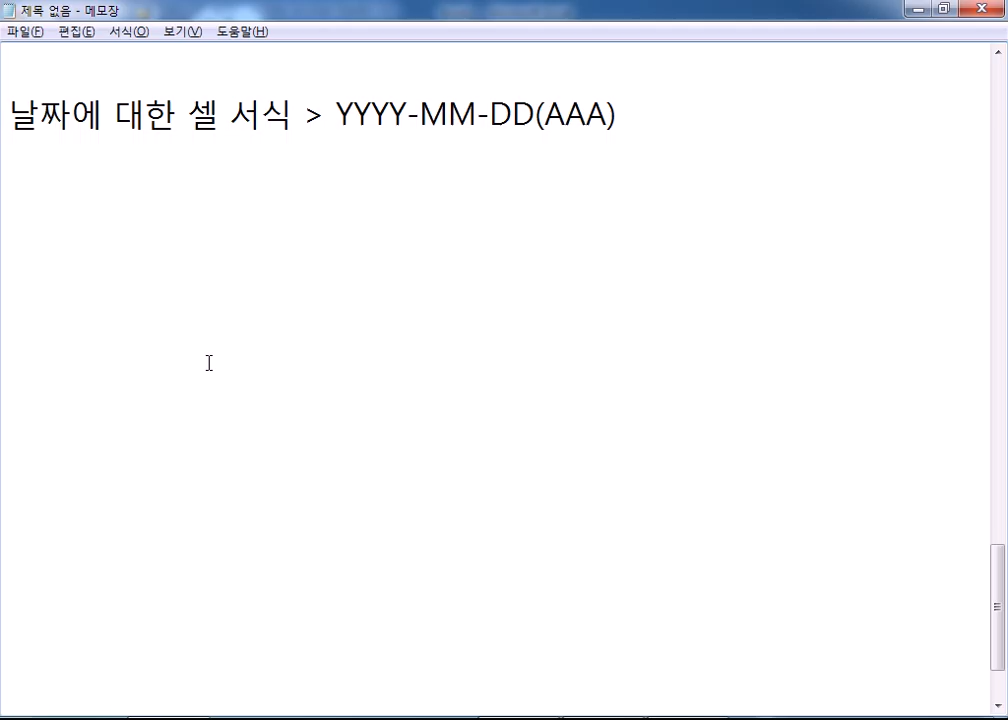 제목 없음 - 메모장
파일(F) 편집(E) 서식(O) 보기(V) 도움말(H)
날짜에 대한 셀 서식 > YYYY-MM-DD(AAA)